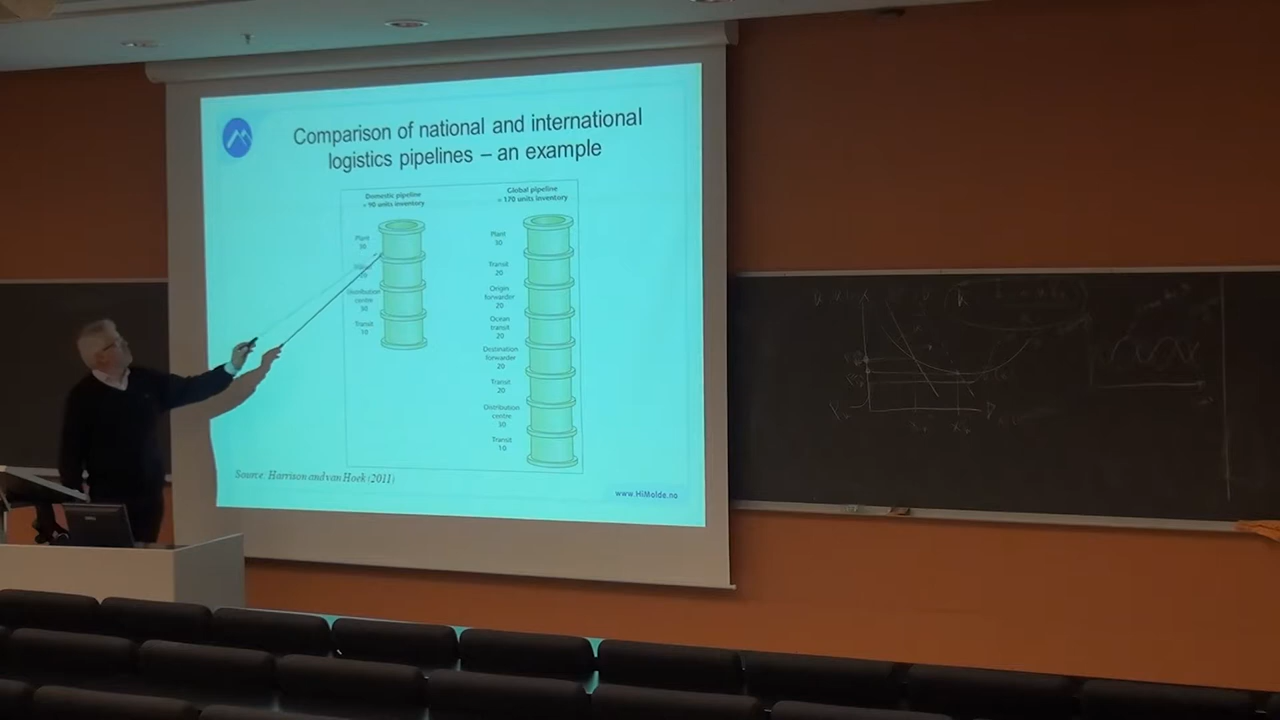 Comparison of national and international
logistics pipelines – an example
Domestic pipeline
= 90 units inventory
Plant
30
Distribution
centre
30
Transit
10
Global pipeline
= 170 units inventory
Plant
30
Transit
20
Origin
forwarder
20
Ocean
transit
20
Destination
forwarder
20
Transit
20
Distribution
centre
30
Transit
10
Source: Harrison and van Hoek (2011)
www.HiMolde.no